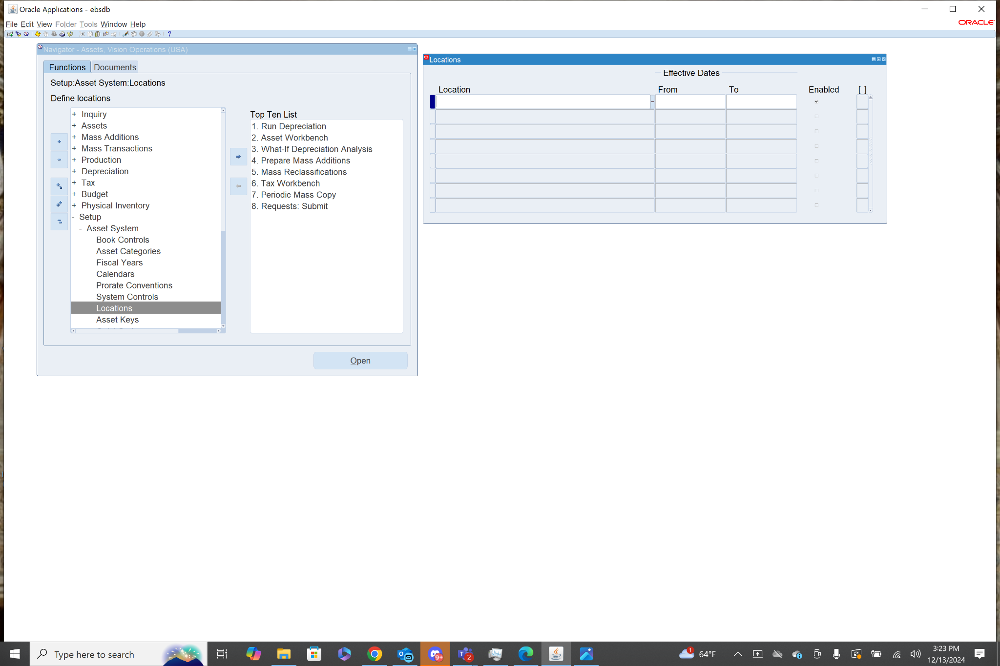 Oracle Applications - ebsdb
File Edit View Folder Tools Window Help
ORACLE
Navigator - Assets, Vision Operations (USA)
Functions Documents
Setup:Asset System:Locations
Define locations
+ Inquiry
+ Assets
+ Mass Additions
+ Mass Transactions
+ Production
+ Depreciation
+ Tax
+ Budget
+ Physical Inventory
- Setup
- Asset System
Book Controls
Asset Categories
Fiscal Years
Calendars
Prorate Conventions
System Controls
Locations
Asset Keys
Top Ten List
1. Run Depreciation
2. Asset Workbench
3. What-If Depreciation Analysis
4. Prepare Mass Additions
5. Mass Reclassifications
6. Tax Workbench
7. Periodic Mass Copy
8. Requests: Submit
Open
Locations
Effective Dates
Location From To Enabled [ ]
Type here to search
9+
2
1
64°F
3:23 PM
12/13/2024